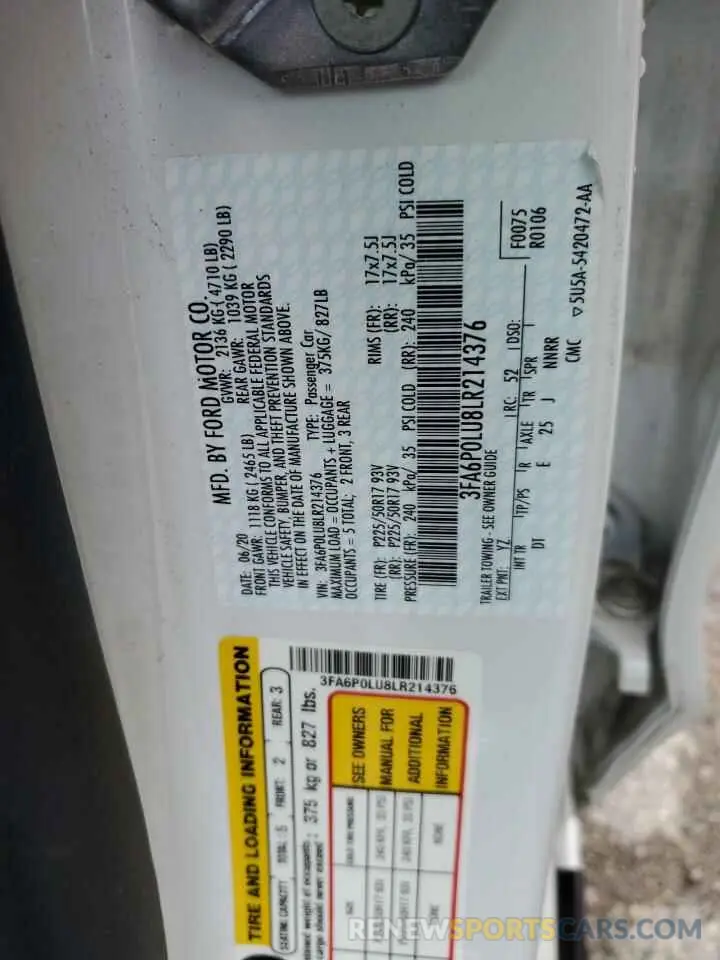 MFD. BY FORD MOTOR CO.
DATE: 06/20 GVWR: 2136 KG ( 4710 LB)
FRONT GAWR: 1118 KG ( 2465 LB) REAR GAWR: 1039 KG ( 2290 LB)
THIS VEHICLE CONFORMS TO ALL APPLICABLE FEDERAL MOTOR
VEHICLE SAFETY, BUMPER, AND THEFT PREVENTION STANDARDS
IN EFFECT ON THE DATE OF MANUFACTURE SHOWN ABOVE.
VIN: 3FA6P0LU8LR214376 TYPE: Passenger Car
MAXIMUM LOAD = OCCUPANTS + LUGGAGE = 375KG/ 827LB
OCCUPANTS = 5 TOTAL; 2 FRONT, 3 REAR
TIRE (FR): P225/50R17 93V RIMS (FR): 17x7.5J
(RR): P225/50R17 93V (RR): 17x7.5J
PRESSURE (FR): 240 kPa/ 35 PSI COLD (RR): 240 kPa/ 35 PSI COLD
3FA6P0LU8LR214376
TRAILER TOWING - SEE OWNER GUIDE
EXT PNT: YZ RC: 52 DSO: F0075
INT TR TP/PS R AXLE TR SPR R0106
DT E 25 J NNRR
CMC ▽5U5A-5420472-AA
TIRE AND LOADING INFORMATION
SEATING CAPACITY TOTAL: 5 FRONT: 2 REAR: 3
375 kg or 827 lbs.
3FA6P0LU8LR214376
SEE OWNERS
MANUAL FOR
ADDITIONAL
INFORMATION
RENEWSPORTSCARS.COM